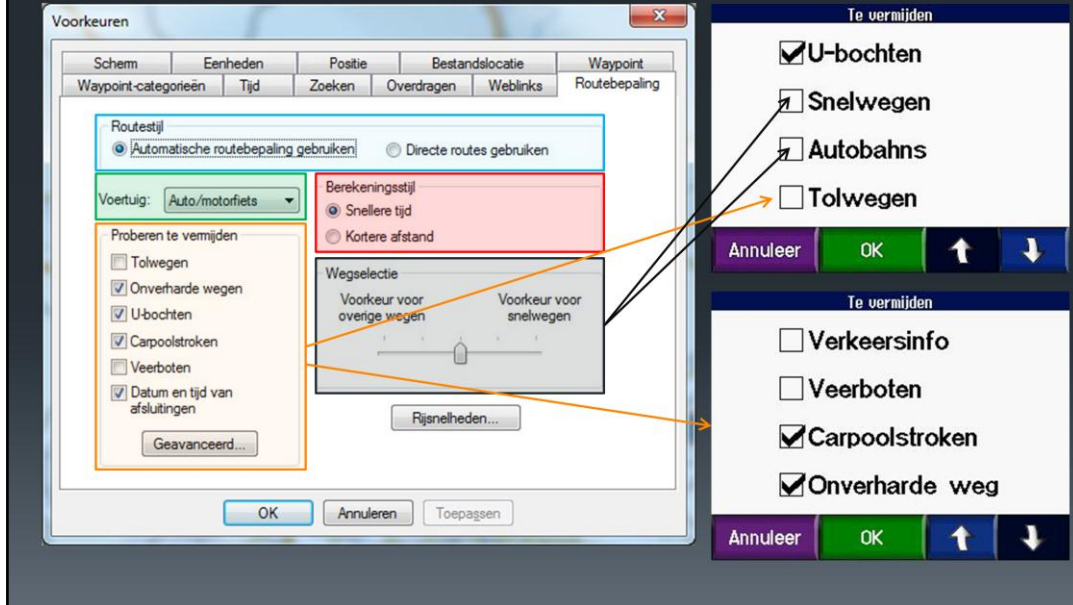 Voorkeuren
Scherm Eenheden Positie Bestandslocatie Waypoint
Waypoint-categorieën Tijd Zoeken Overdragen Weblinks Routebepaling
Routestijl
Automatische routebepaling gebruiken Directe routes gebruiken
Voertuig: Auto/motorfiets
Berekeningsstijl
Snellere tijd
Kortere afstand
Proberen te vermijden
Tolwegen
Onverharde wegen
U-bochten
Carpoolstroken
Veerboten
Datum en tijd van
afsluitingen
Geavanceerd...
Wegselectie
Voorkeur voor
overige wegen
Voorkeur voor
snelwegen
Rijsnelheden...
OK Annuleren Toepassen
Te vermijden
U-bochten
Snelwegen
Autobahns
Tolwegen
Annuleer OK
Te vermijden
Verkeersinfo
Veerboten
Carpoolstroken
Onverharde weg
Annuleer OK